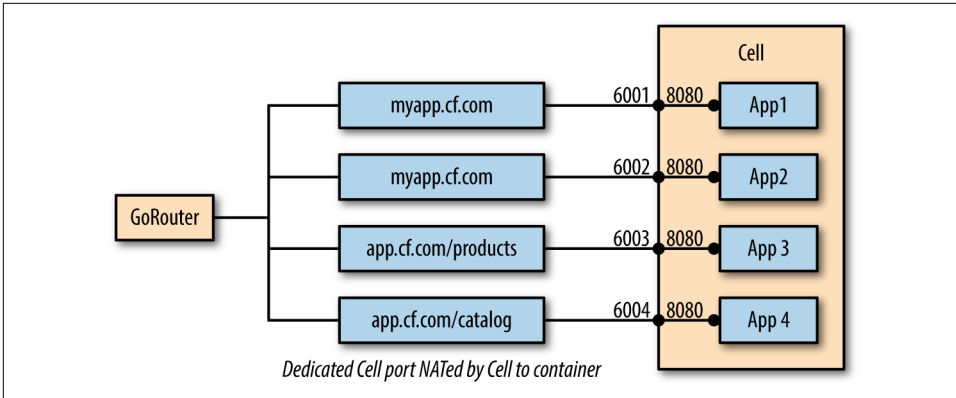 Cell
myapp.cf.com
6001
8080
App1
myapp.cf.com
6002
8080
App2
GoRouter
app.cf.com/products
6003
8080
App 3
app.cf.com/catalog
6004
8080
App 4
Dedicated Cell port NATed by Cell to container